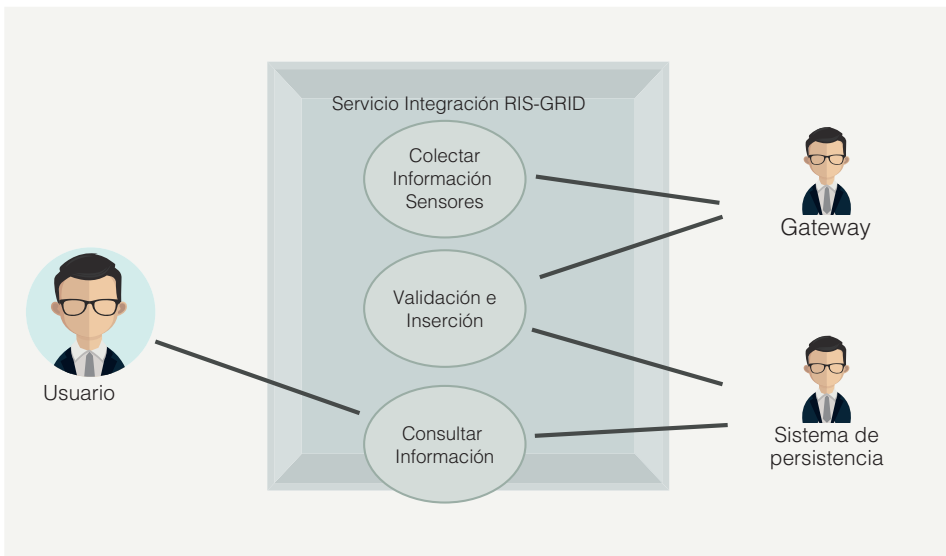 Servicio Integración RIS-GRID
Colectar
Información
Sensores
Gateway
Validación e
Inserción
Usuario
Consultar
Información
Sistema de
persistencia